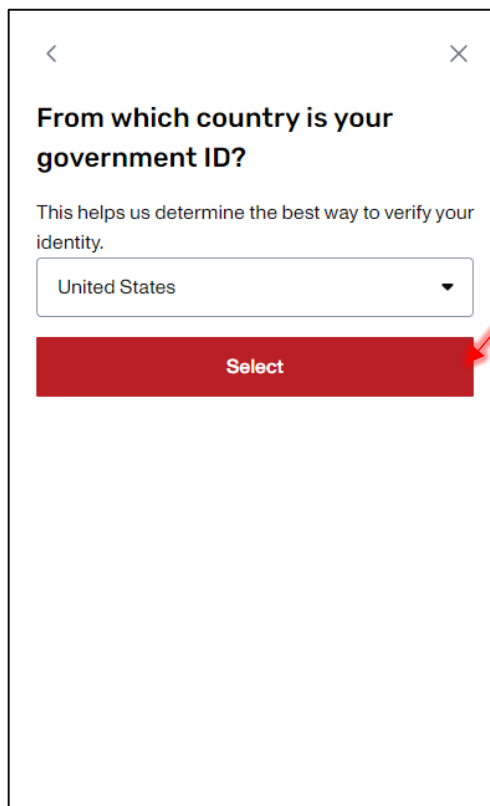 From which country is your
government ID?
This helps us determine the best way to verify your
identity.
United States
Select